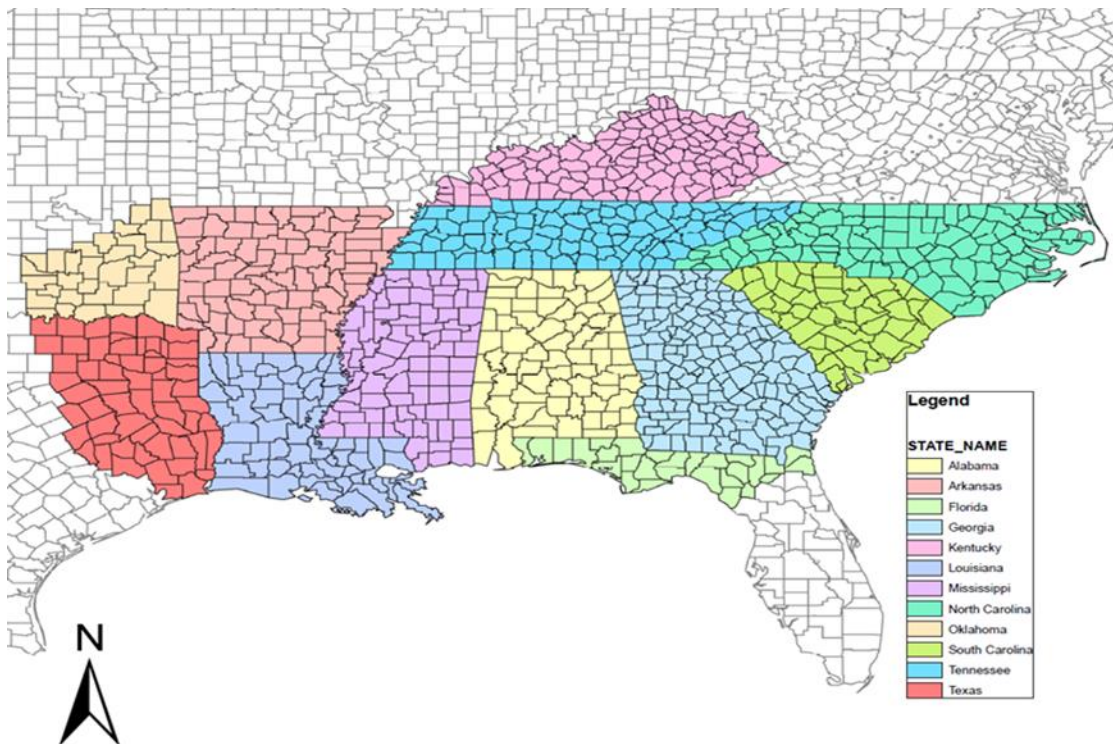 Legend
STATE_NAME
Alabama
Arkansas
Florida
Georgia
Kentucky
Louisiana
Mississippi
North Carolina
Oklahoma
South Carolina
Tennessee
Texas
N